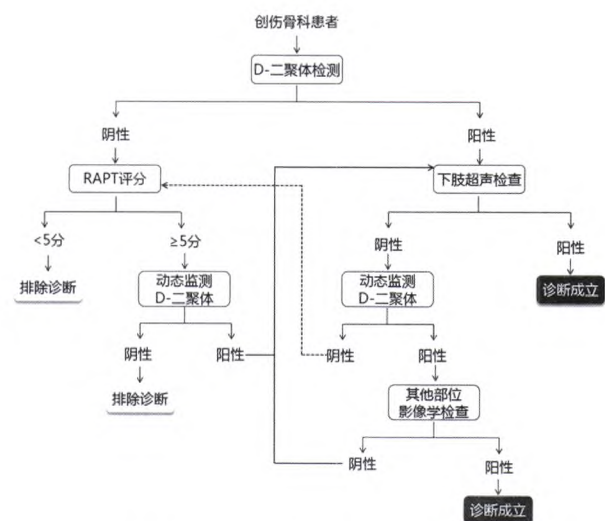 创伤骨科患者
D-二聚体检测
阴性
阳性
RAPT评分
下肢超声检查
<5分
≥5分
阴性
阳性
排除诊断
动态监测
D-二聚体
动态监测
D-二聚体
诊断成立
阴性
阳性
阴性
阳性
排除诊断
其他部位
影像学检查
阴性
阳性
诊断成立